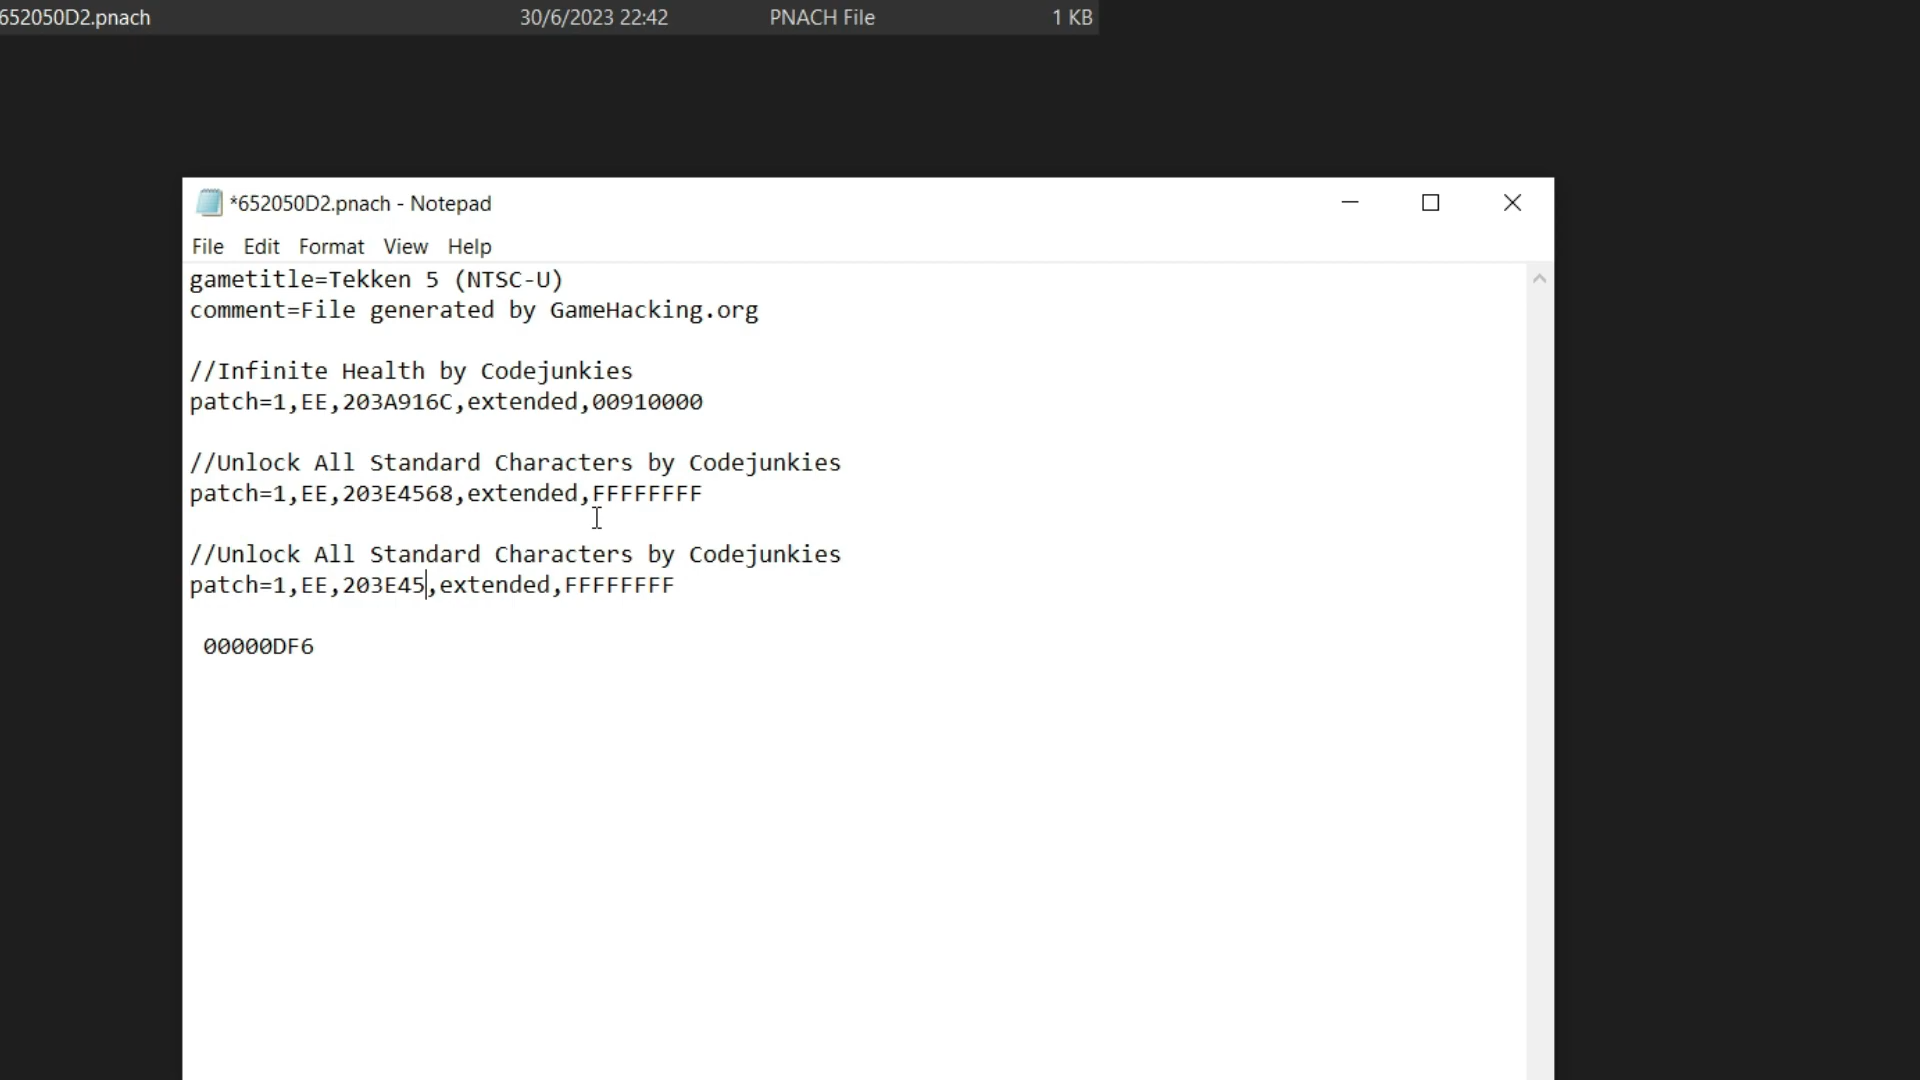 652050D2.pnach 30/6/2023 22:42 PNACH File 1 KB
*652050D2.pnach - Notepad
File Edit Format View Help
gametitle=Tekken 5 (NTSC-U)
comment=File generated by GameHacking.org
//Infinite Health by Codejunkies
patch=1,EE,203A916C,extended,00910000
//Unlock All Standard Characters by Codejunkies
patch=1,EE,203E4568,extended,FFFFFFFF
//Unlock All Standard Characters by Codejunkies
patch=1,EE,203E45,extended,FFFFFFFF
00000DF6